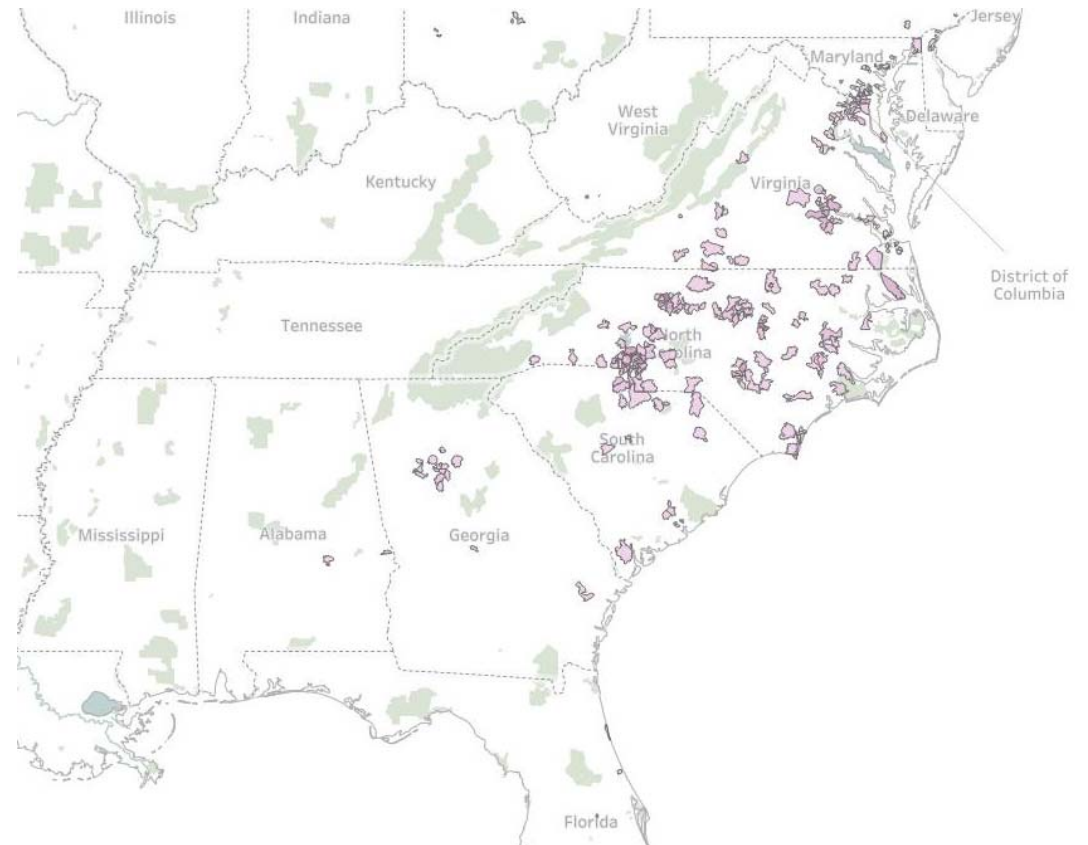 Illinois
Indiana
Jersey
Maryland
West
Virginia
Delaware
Kentucky
Virginia
District of
Columbia
Tennessee
North
Carolina
South
Carolina
Mississippi
Alabama
Georgia
Florida